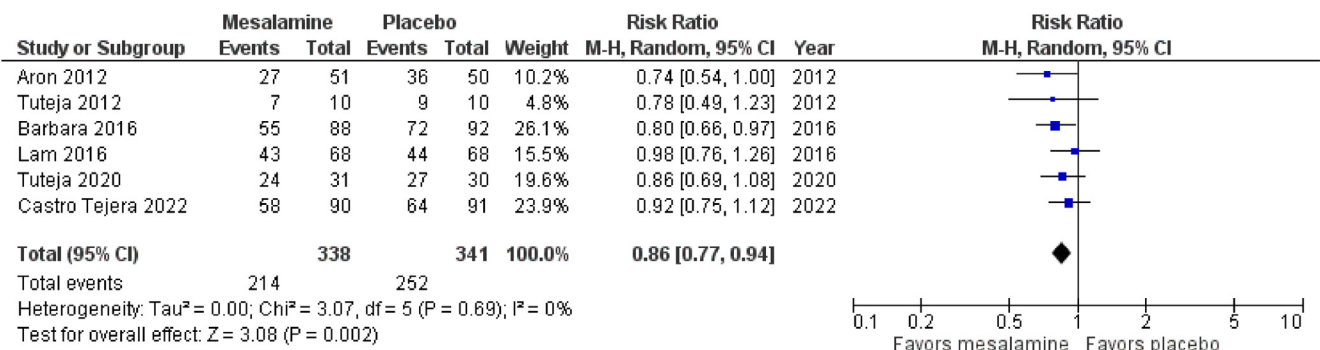 Mesalamine Placebo Risk Ratio Risk Ratio
Study or Subgroup Events Total Events Total Weight M-H, Random, 95% CI Year M-H, Random, 95% CI
Aron 2012 27 51 36 50 10.2% 0.74 [0.54, 1.00] 2012
Tuteja 2012 7 10 9 10 4.8% 0.78 [0.49, 1.23] 2012
Barbara 2016 55 88 72 92 26.1% 0.80 [0.66, 0.97] 2016
Lam 2016 43 68 44 68 15.5% 0.98 [0.76, 1.26] 2016
Tuteja 2020 24 31 27 30 19.6% 0.86 [0.69, 1.08] 2020
Castro Tejera 2022 58 90 64 91 23.9% 0.92 [0.75, 1.12] 2022
Total (95% CI) 338 341 100.0% 0.86 [0.77, 0.94]
Total events 214 252
Heterogeneity: Tau² = 0.00; Chi² = 3.07, df = 5 (P = 0.69); I² = 0%
Test for overall effect: Z = 3.08 (P = 0.002)
0.1 0.2 0.5 1 2 5 10
Favors mesalamine Favors placebo